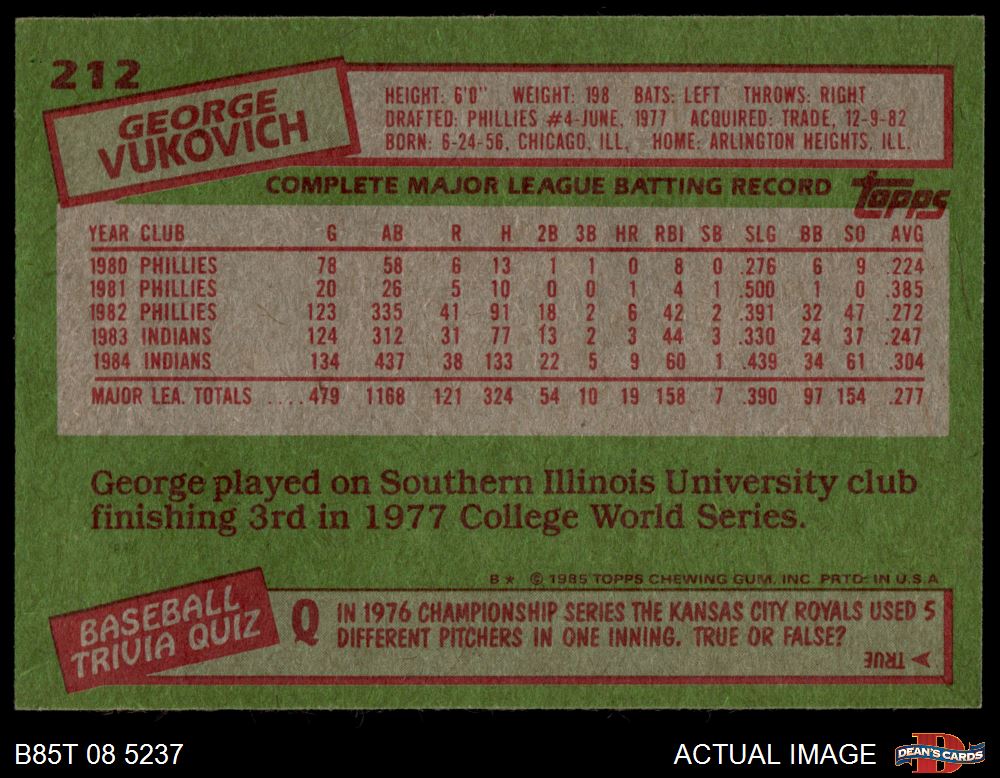 212
GEORGE
VUKOVICH
HEIGHT: 6'0" WEIGHT: 198 BATS: LEFT THROWS: RIGHT
DRAFTED: PHILLIES #4-JUNE, 1977 ACQUIRED: TRADE, 12-9-82
BORN: 6-24-56, CHICAGO, ILL. HOME: ARLINGTON HEIGHTS, ILL.
COMPLETE MAJOR LEAGUE BATTING RECORD
topps
YEAR CLUB G AB R H 2B 3B HR RBI SB SLG BB SO AVG
1980 PHILLIES 78 58 6 13 1 1 0 8 0 .276 6 9 .224
1981 PHILLIES 20 26 5 10 0 0 1 4 1 .500 1 0 .385
1982 PHILLIES 123 335 41 91 18 2 6 42 2 .391 32 47 .272
1983 INDIANS 124 312 31 77 13 2 3 44 3 .330 24 37 .247
1984 INDIANS 134 437 38 133 22 5 9 60 1 .439 34 61 .304
MAJOR LEA. TOTALS ....479 1168 121 324 54 10 19 158 7 .390 97 154 .277
George played on Southern Illinois University club
finishing 3rd in 1977 College World Series.
B* © 1985 TOPPS CHEWING GUM, INC. PRTD. IN U.S.A
BASEBALL
TRIVIA QUIZ
Q IN 1976 CHAMPIONSHIP SERIES THE KANSAS CITY ROYALS USED 5
DIFFERENT PITCHERS IN ONE INNING. TRUE OR FALSE?
TRUE
B85T 08 5237
ACTUAL IMAGE
D
DEAN'S CARDS